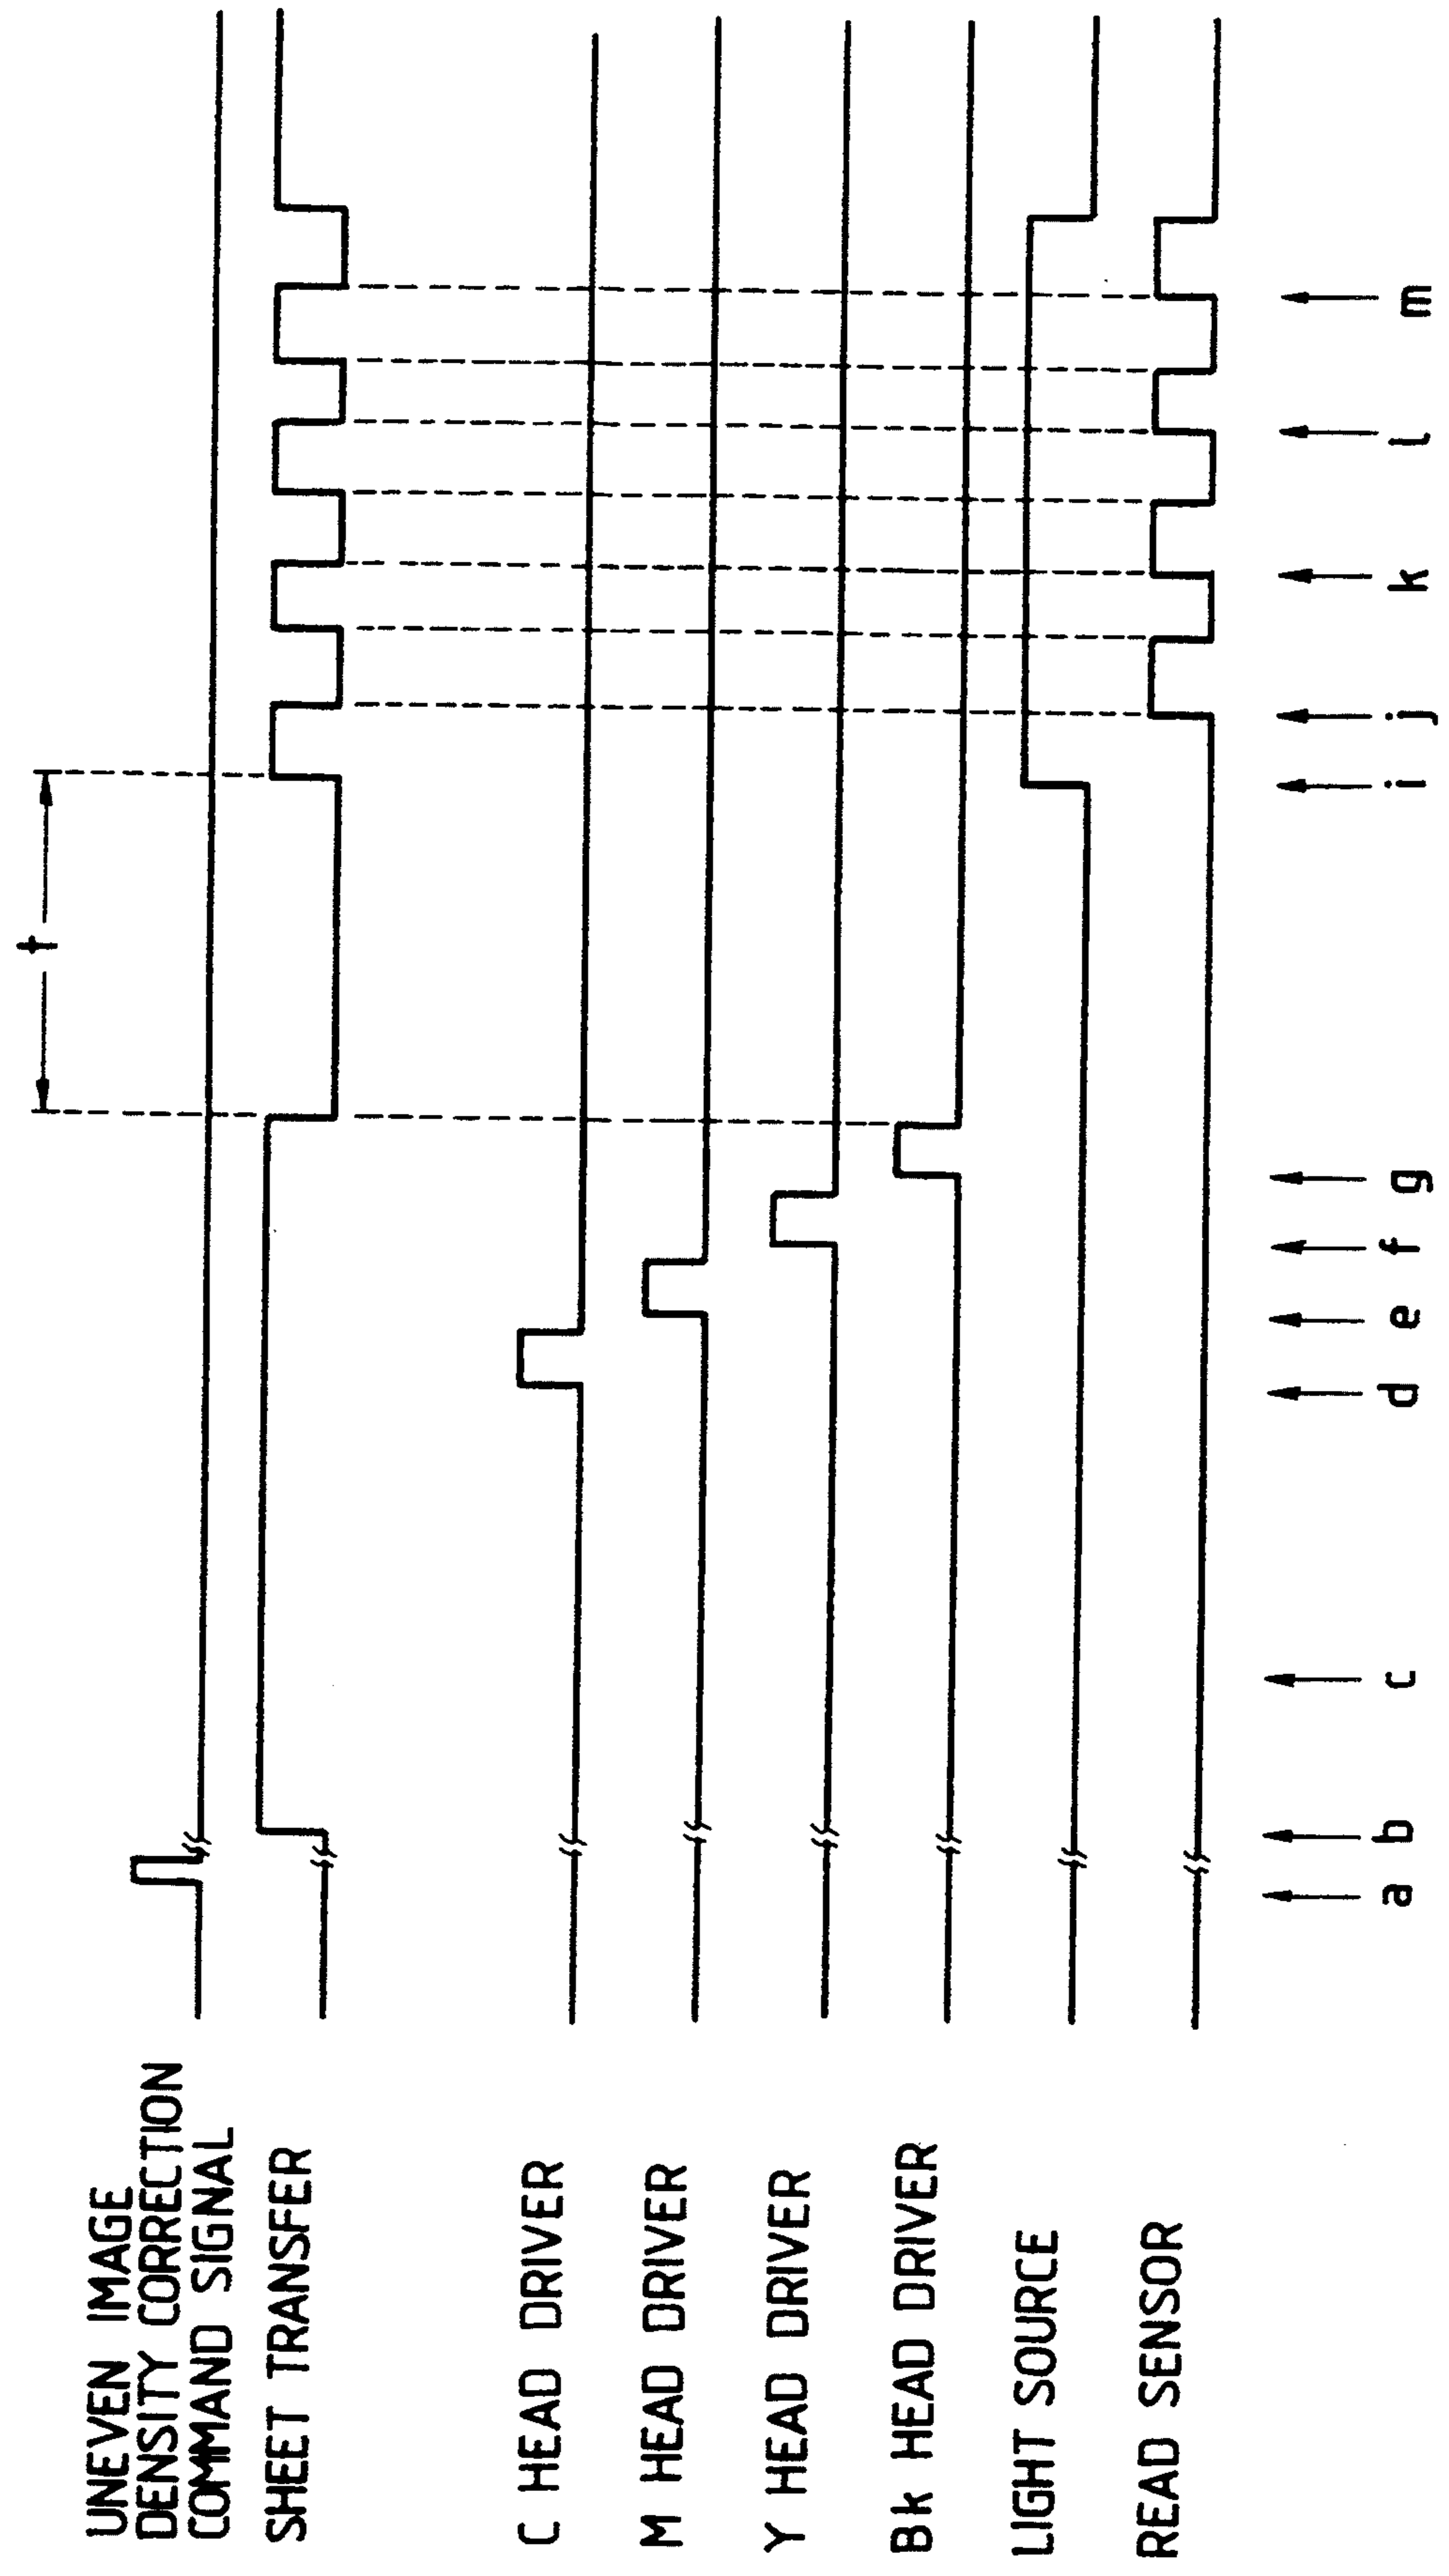 UNEVEN IMAGE
DENSITY CORRECTION
COMMAND SIGNAL
SHEET TRANSFER
C HEAD DRIVER
M HEAD DRIVER
Y HEAD DRIVER
Bk HEAD DRIVER
LIGHT SOURCE
READ SENSOR
t
a b c d e f g i j k l m